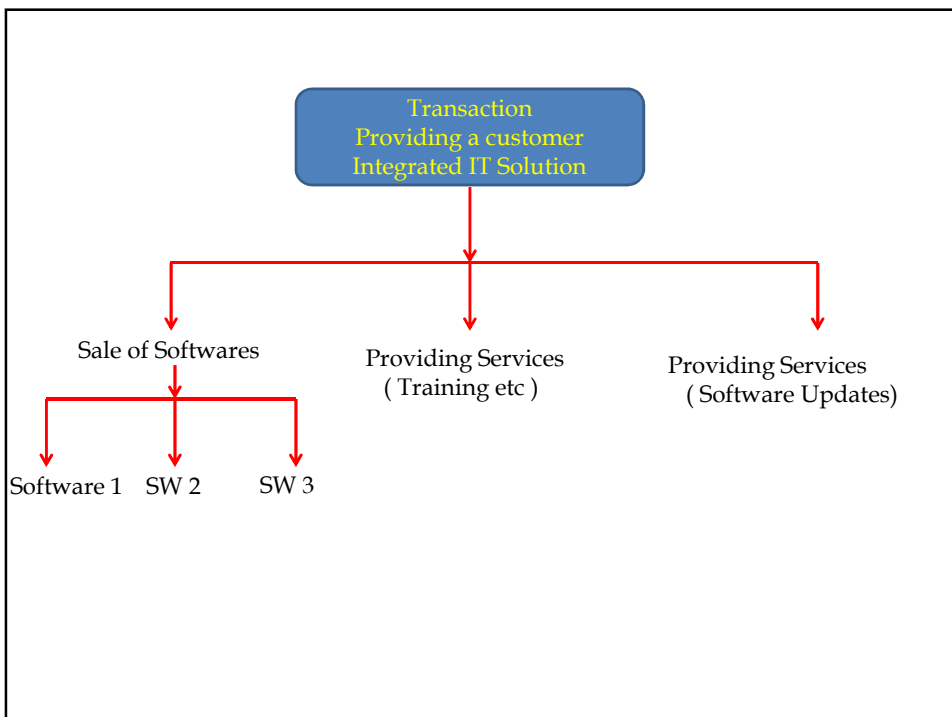 Transaction
Providing a customer
Integrated IT Solution
Sale of Softwares
Providing Services
( Training etc )
Providing Services
( Software Updates)
Software 1
SW 2
SW 3